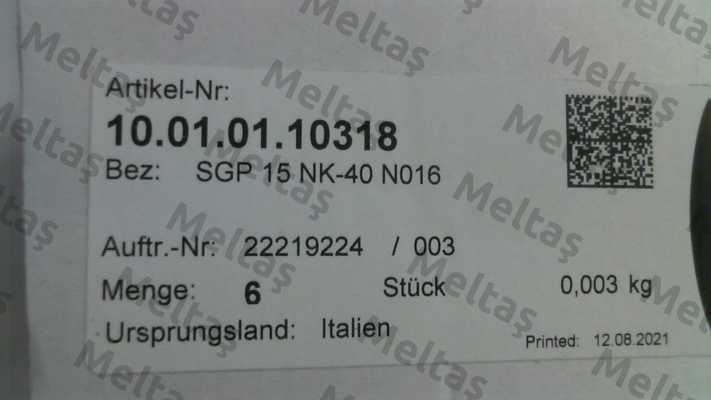 Artikel-Nr:
10.01.01.10318
Bez: SGP 15 NK-40 N016
Auftr.-Nr: 22219224 / 003
Menge: 6 Stück 0,003 kg
Ursprungsland: Italien
Printed: 12.08.2021
Meltaş